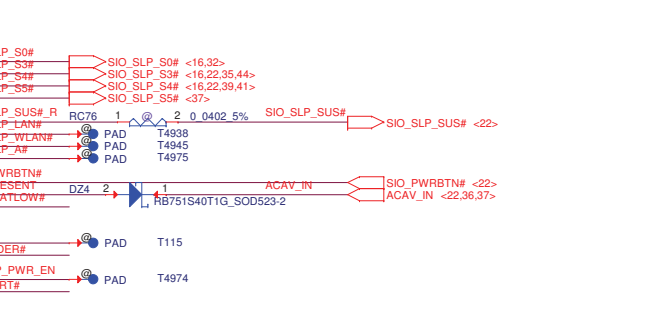 LP_S0#
SIO_SLP_S0# <16,32>
LP_S3#
SIO_SLP_S3# <16,22,35,44>
LP_S4#
SIO_SLP_S4# <16,22,39,41>
LP_S5#
SIO_SLP_S5# <37>
LP_SUS#_R RC76 1 @ 2 0_0402_5% SIO_SLP_SUS#
SIO_SLP_SUS# <22>
LP_LAN# @ PAD T4938
LP_WLAN# @ PAD T4945
LP_A# @ PAD T4975
WRBTN#
SIO_PWRBTN# <22>
ESENT DZ4 2 1 ACAV_IN
ACAV_IN <22,36,37>
ATLOW#
RB751S40T1G_SOD523-2
@ PAD T115
DER#
P_PWR_EN @ PAD T4974
RT#